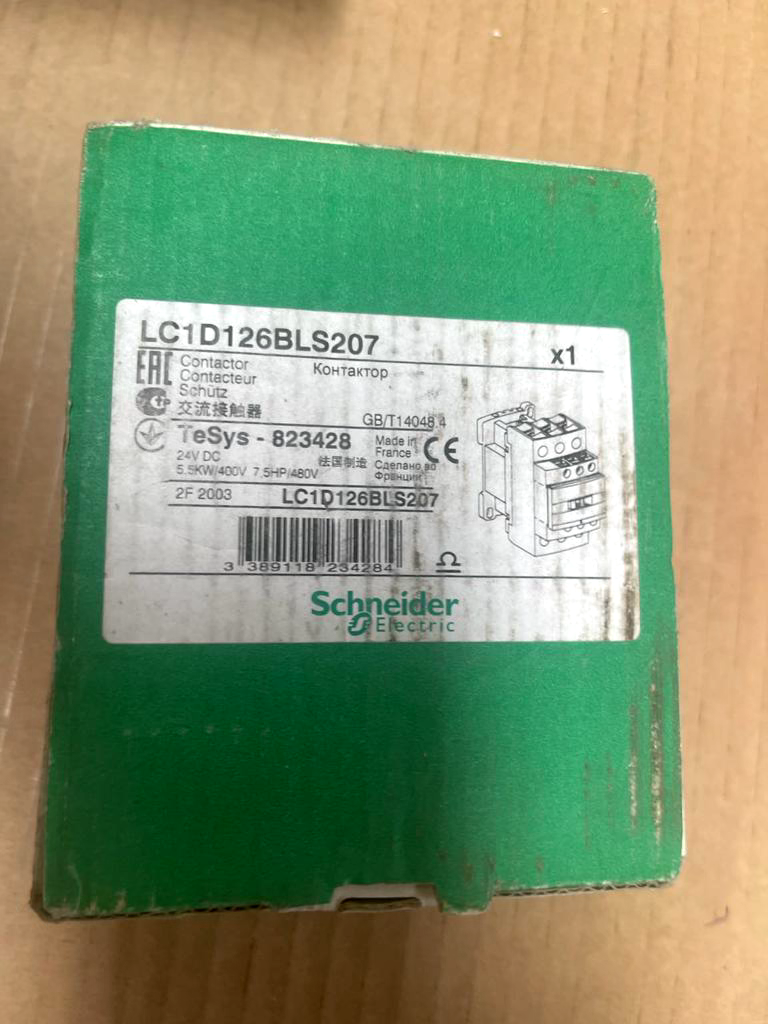 LC1D126BLS207 x1
EAC Contactor Контактор
Contacteur
Schütz
交流接触器 GB/T14048.4
TeSys - 823428 Made in France CE
24V DC 法国制造 Сделано во Франции
5.5KW/400V 7.5HP/480V
2F 2003 LC1D126BLS207
3 389118 234284
Schneider
Electric